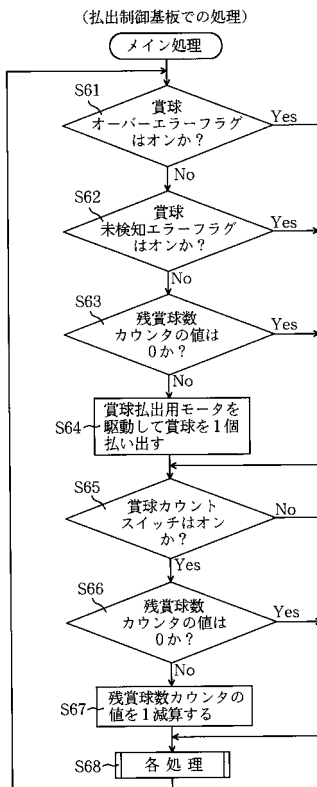 (払出制御基板での処理)
メイン処理
S61
賞球
オーバーエラーフラグ
はオンか?
Yes
No
S62
賞球
未検知エラーフラグ
はオンか?
Yes
No
S63
残賞球数
カウンタの値は
0か?
Yes
No
S64
賞球払出用モータを
駆動して賞球を1個
払い出す
S65
賞球カウント
スイッチはオン
か?
No
Yes
S66
残賞球数
カウンタの値は
0か?
Yes
No
S67
残賞球数カウンタの
値を1減算する
S68
各処理